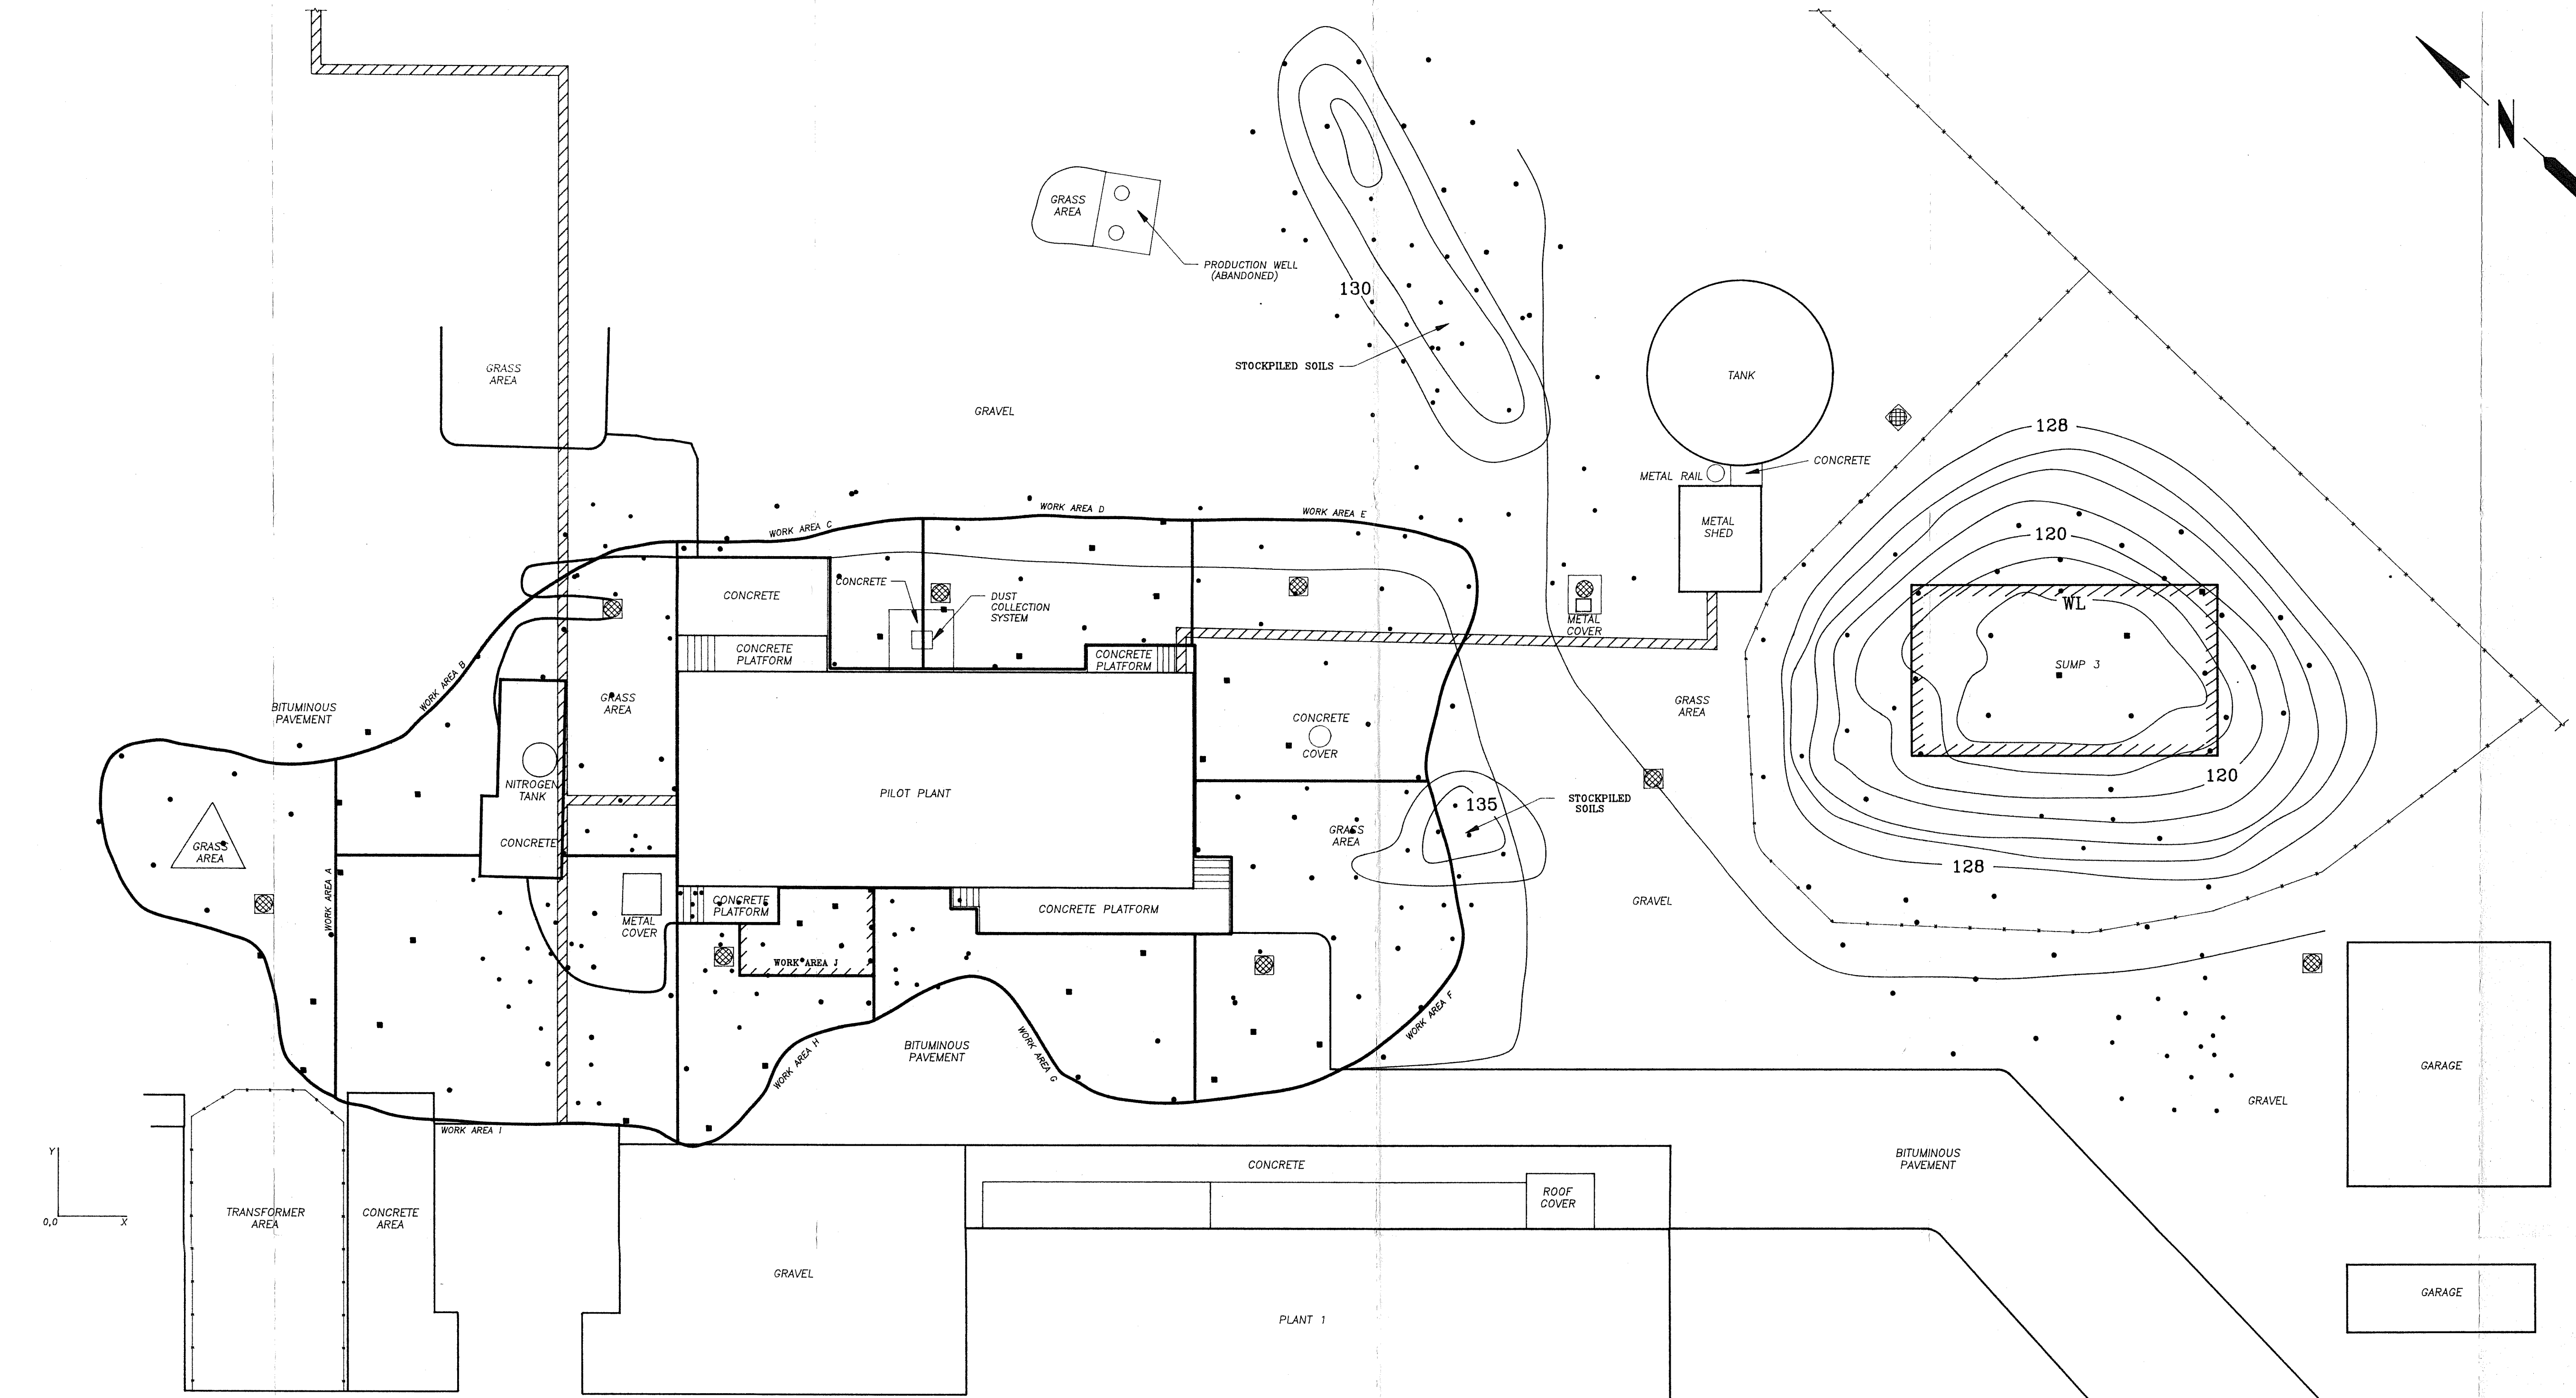 N
GRASS
AREA
PRODUCTION WELL
(ABANDONED)
130
STOCKPILED SOILS
TANK
GRASS
AREA
GRAVEL
128
METAL RAIL
CONCRETE
WORK AREA C
WORK AREA D
WORK AREA E
METAL
SHED
120
CONCRETE
CONCRETE
DUST
COLLECTION
SYSTEM
WL
METAL
COVER
CONCRETE
PLATFORM
CONCRETE
PLATFORM
SUMP 3
WORK AREA B
GRASS
AREA
BITUMINOUS
PAVEMENT
GRASS
AREA
CONCRETE
COVER
120
NITROGEN
TANK
PILOT PLANT
135
STOCKPILED
SOILS
GRASS
AREA
CONCRETE
GRASS
AREA
128
WORK AREA A
METAL
COVER
CONCRETE
PLATFORM
CONCRETE PLATFORM
GRAVEL
WORK AREA J
WORK AREA F
WORK AREA H
BITUMINOUS
PAVEMENT
WORK AREA G
GARAGE
GRAVEL
WORK AREA I
Y
0,0
X
CONCRETE
BITUMINOUS
PAVEMENT
ROOF
COVER
TRANSFORMER
AREA
CONCRETE
AREA
GRAVEL
GARAGE
PLANT 1